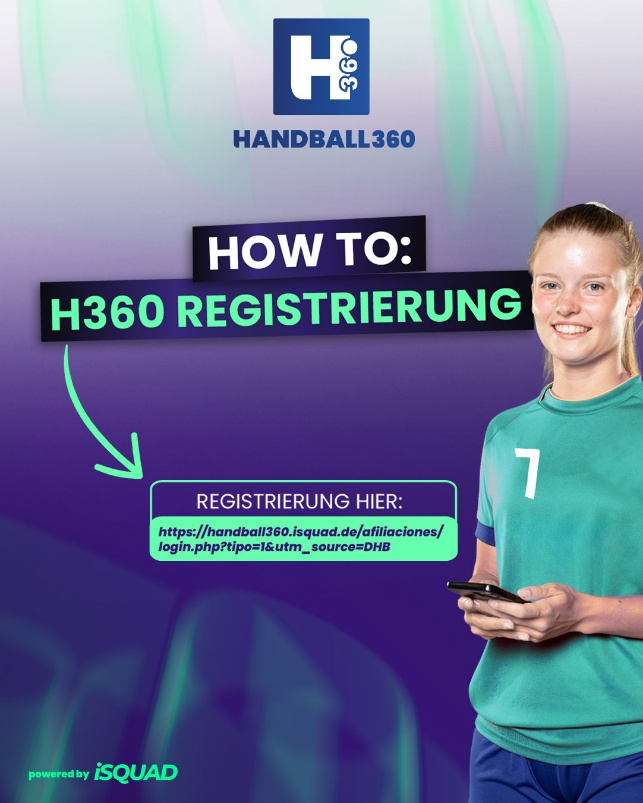 H
360
HANDBALL360
HOW TO:
H360 REGISTRIERUNG
REGISTRIERUNG HIER:
https://handball360.isquad.de/afiliaciones/
login.php?tipo=1&utm_source=DHB
7
powered by iSQUAD